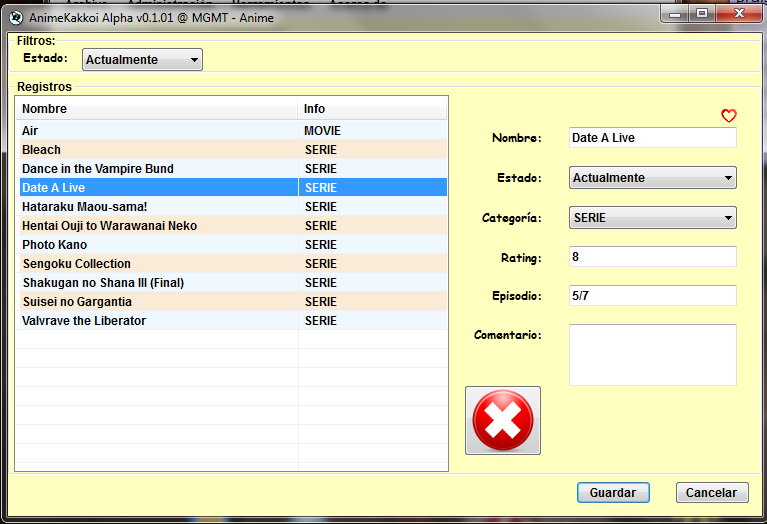 AnimeKakkoi Alpha v0.1.01 @ MGMT - Anime
Filtros:
Estado: Actualmente
Registros
Nombre Info
Air MOVIE
Bleach SERIE
Dance in the Vampire Bund SERIE
Date A Live SERIE
Hataraku Maou-sama! SERIE
Hentai Ouji to Warawanai Neko SERIE
Photo Kano SERIE
Sengoku Collection SERIE
Shakugan no Shana III (Final) SERIE
Suisei no Gargantia SERIE
Valvrave the Liberator SERIE
Nombre: Date A Live
Estado: Actualmente
Categoría: SERIE
Rating: 8
Episodio: 5/7
Comentario:
Guardar Cancelar